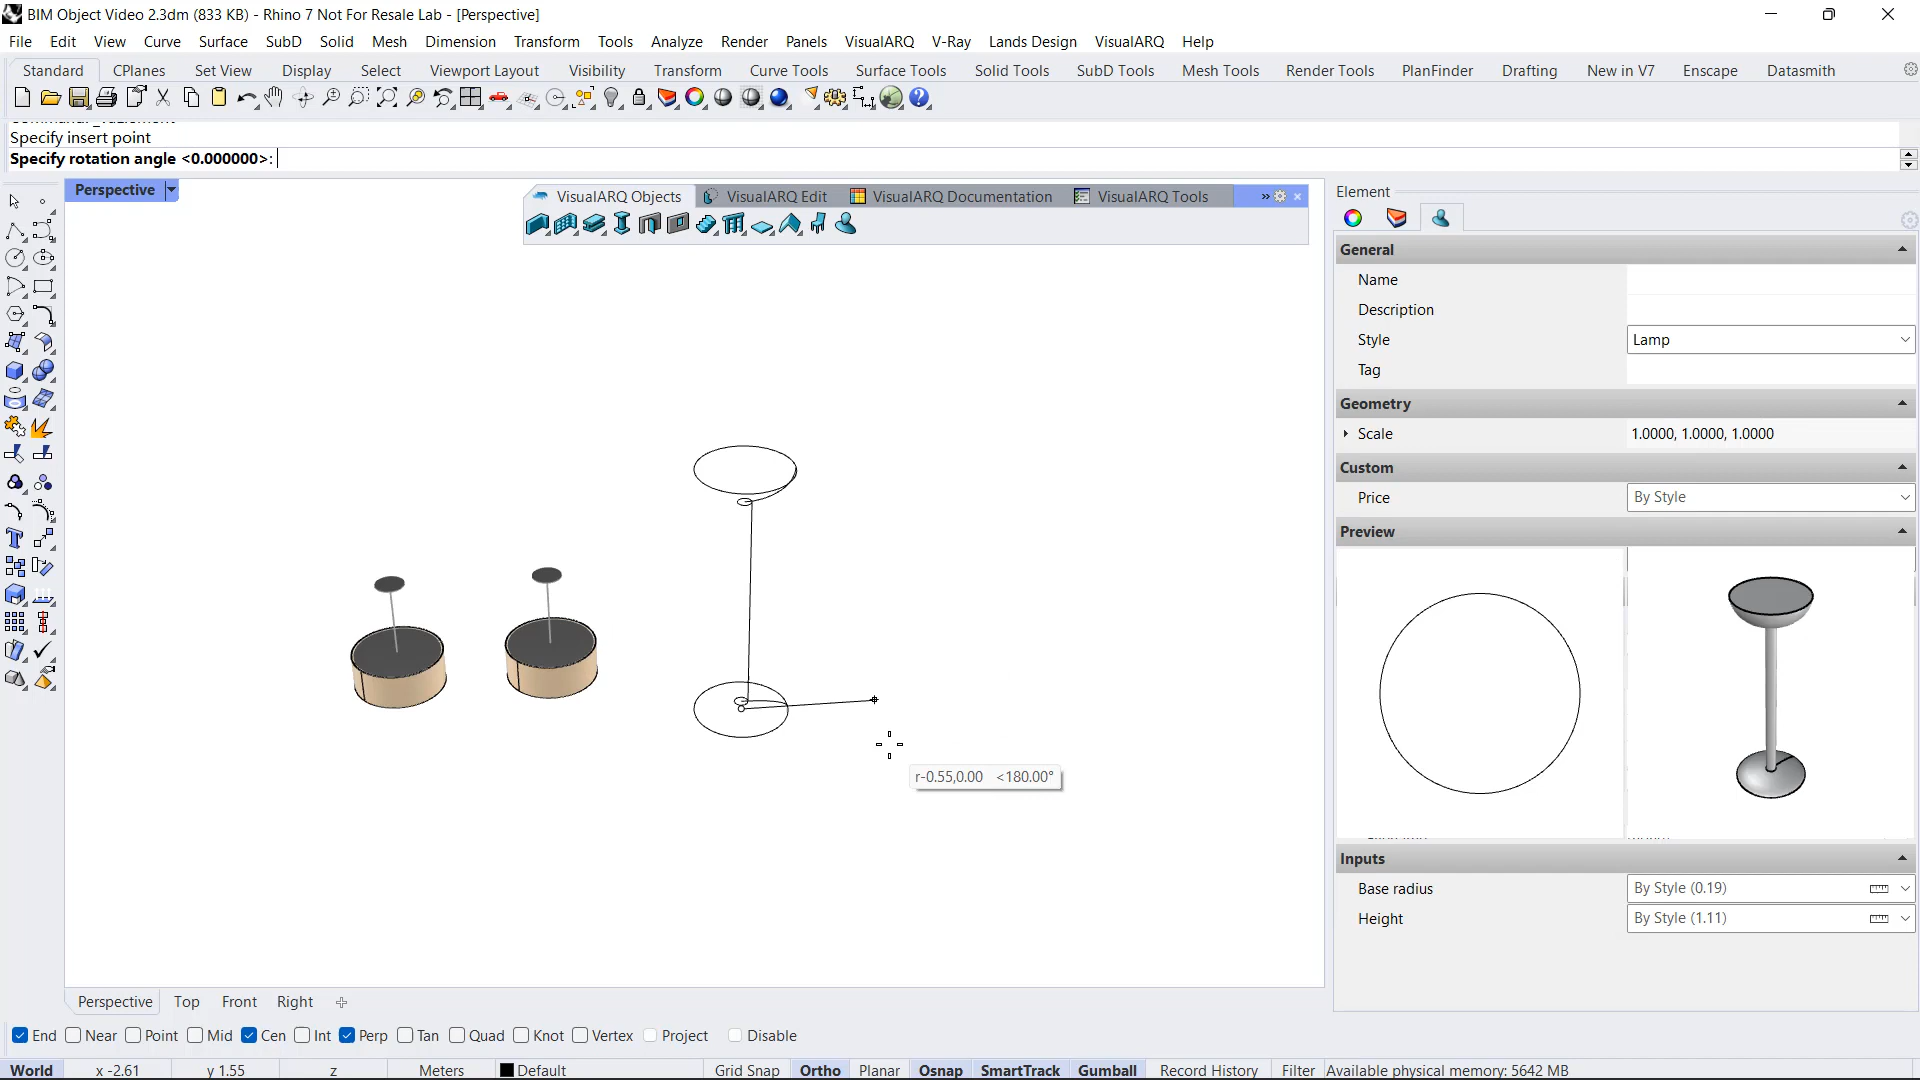 BIM Object Video 2.3dm (833 KB) - Rhino 7 Not For Resale Lab - [Perspective]
File Edit View Curve Surface SubD Solid Mesh Dimension Transform Tools Analyze Render Panels VisualARQ V-Ray Lands Design VisualARQ Help
Standard CPlanes Set View Display Select Viewport Layout Visibility Transform Curve Tools Surface Tools Solid Tools SubD Tools Mesh Tools Render Tools PlanFinder Drafting New in V7 Enscape Datasmith
Specify insert point
Specify rotation angle <0.000000>:
Perspective
VisualARQ Objects VisualARQ Edit VisualARQ Documentation VisualARQ Tools »
Element
General
Name
Description
Style Lamp
Tag
Geometry
Scale 1.0000, 1.0000, 1.0000
Custom
Price By Style
Preview
r-0.55,0.00 <180.00°
Inputs
Base radius By Style (0.19)
Height By Style (1.11)
Perspective Top Front Right
End Near Point Mid Cen Int Perp Tan Quad Knot Vertex Project Disable
World x -2.61 y 1.55 z Meters Default Grid Snap Ortho Planar Osnap SmartTrack Gumball Record History Filter Available physical memory: 5642 MB